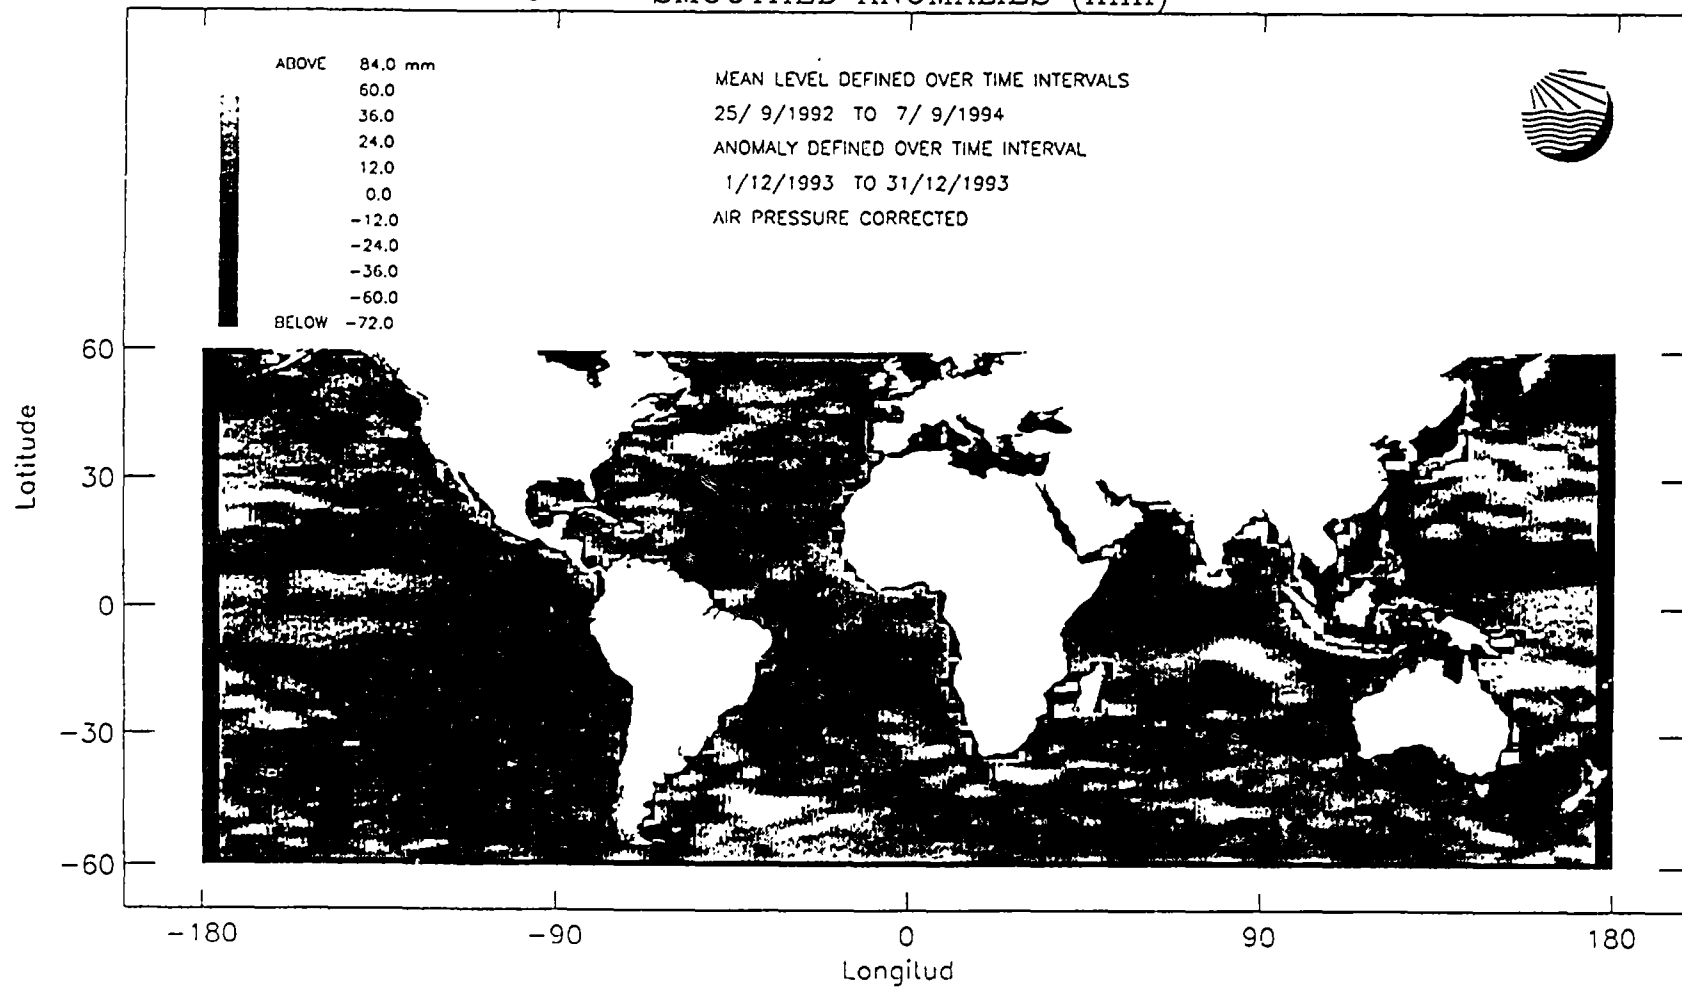 SMOOTHED ANOMALIES (mm)
ABOVE 84.0 mm
60.0
36.0
24.0
12.0
0.0
-12.0
-24.0
-36.0
-60.0
BELOW -72.0
MEAN LEVEL DEFINED OVER TIME INTERVALS
25/ 9/1992 TO 7/ 9/1994
ANOMALY DEFINED OVER TIME INTERVAL
1/12/1993 TO 31/12/1993
AIR PRESSURE CORRECTED
60
30
0
-30
-60
Latitude
-180 -90 0 90 180
Longitud